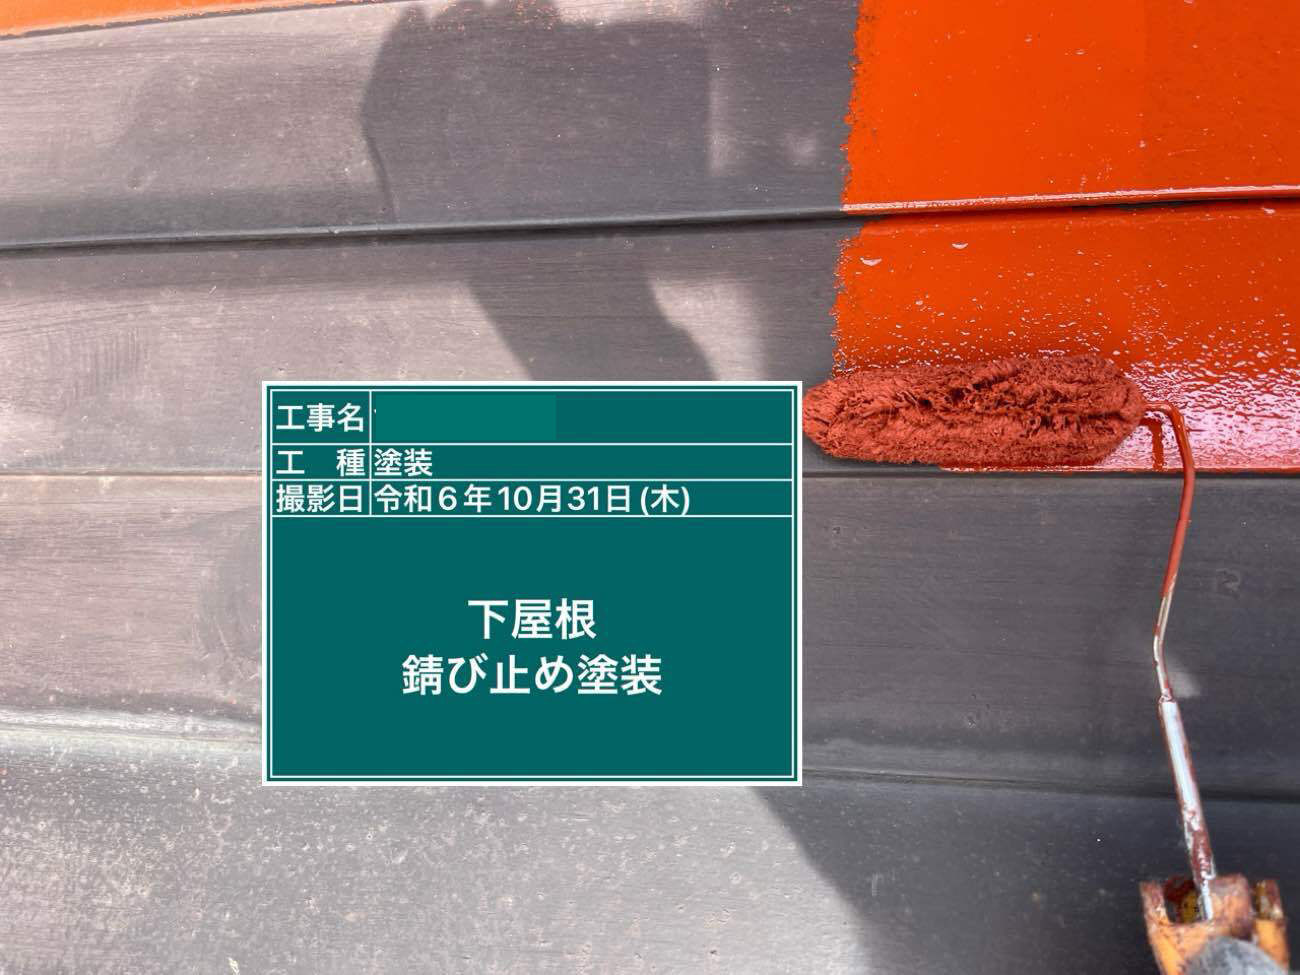 工事名
工　種 塗装
撮影日 令和6年10月31日(木)
下屋根
錆び止め塗装